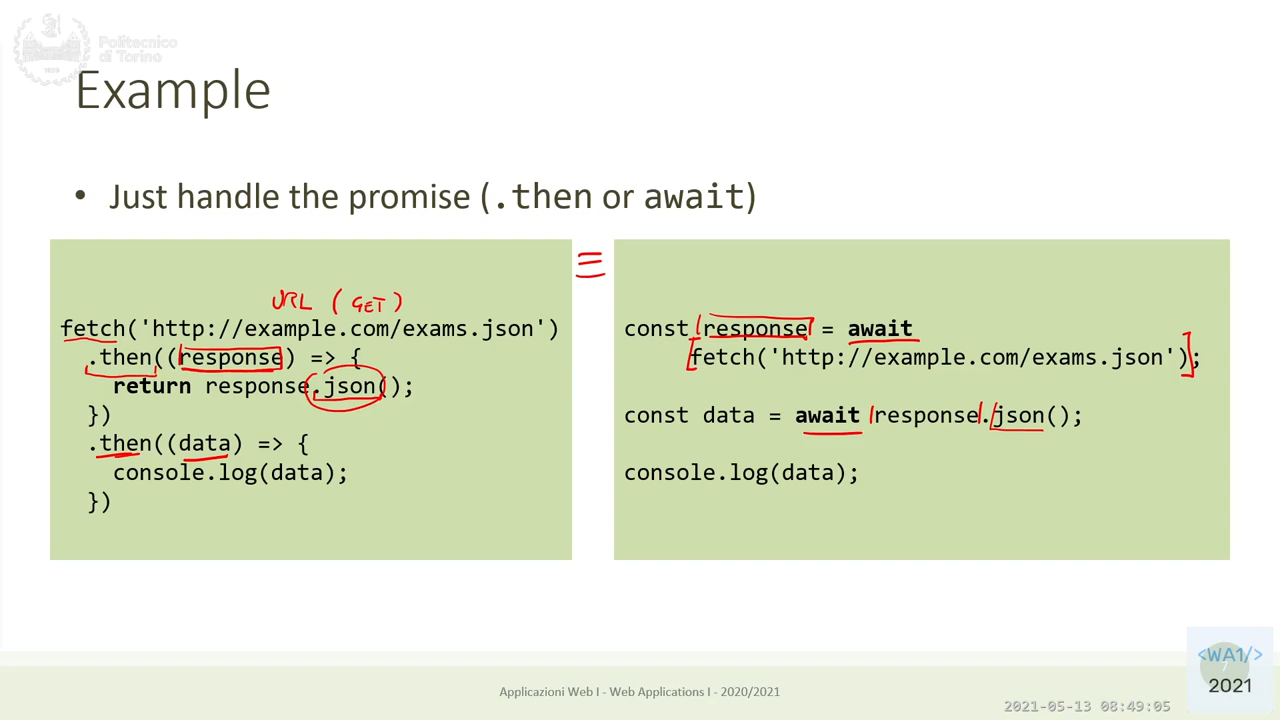 Politecnico
di Torino
Example
• Just handle the promise (.then or await)
=
URL (GET)
fetch('http://example.com/exams.json')
.then((response) => {
return response.json();
})
.then((data) => {
console.log(data);
})
const response = await
fetch('http://example.com/exams.json');
const data = await response.json();
console.log(data);
Applicazioni Web I - Web Applications I - 2020/2021
<WA1/>
7
2021
2021-05-13 08:49:05